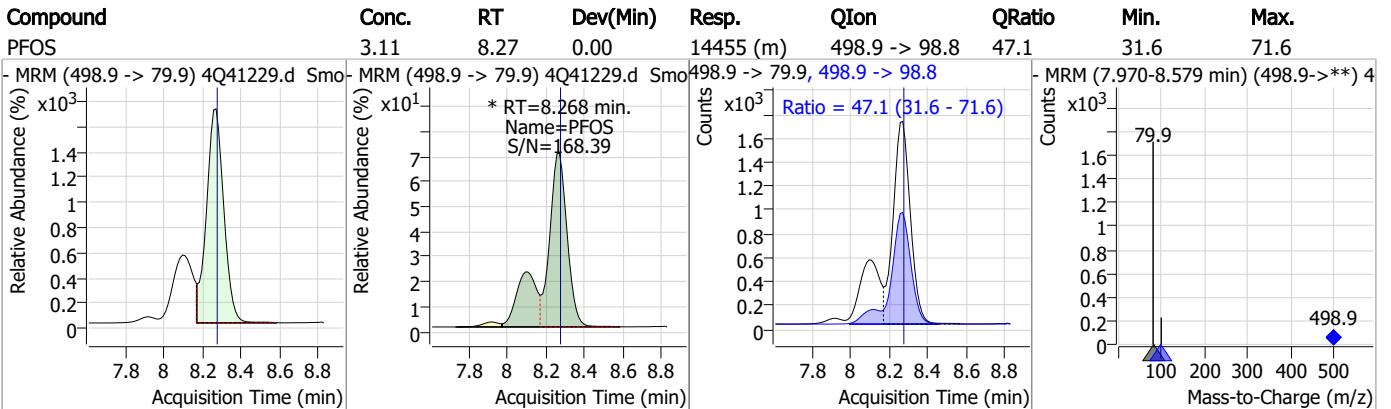 Compound Conc. RT Dev(Min) Resp. QIon QRatio Min. Max.
PFOS 3.11 8.27 0.00 14455 (m) 498.9 -> 98.8 47.1 31.6 71.6
- MRM (498.9 -> 79.9) 4Q41229.d Smo
Relative Abundance (%)
x10³
1.4
1.2
1
0.8
0.6
0.4
0.2
0
7.8 8 8.2 8.4 8.6 8.8
Acquisition Time (min)
- MRM (498.9 -> 79.9) 4Q41229.d Smo
Relative Abundance (%)
x10¹
* RT=8.268 min.
Name=PFOS
S/N=168.39
7
6
5
4
3
2
1
0
7.8 8 8.2 8.4 8.6 8.8
Acquisition Time (min)
498.9 -> 79.9, 498.9 -> 98.8
Counts
x10³
Ratio = 47.1 (31.6 - 71.6)
1.6
1.4
1.2
1
0.8
0.6
0.4
0.2
0
7.8 8 8.2 8.4 8.6 8.8
Acquisition Time (min)
- MRM (7.970-8.579 min) (498.9->**) 4
Counts
x10³
79.9
1.6
1.4
1.2
1
0.8
0.6
0.4
0.2
0
498.9
100 200 300 400 500
Mass-to-Charge (m/z)